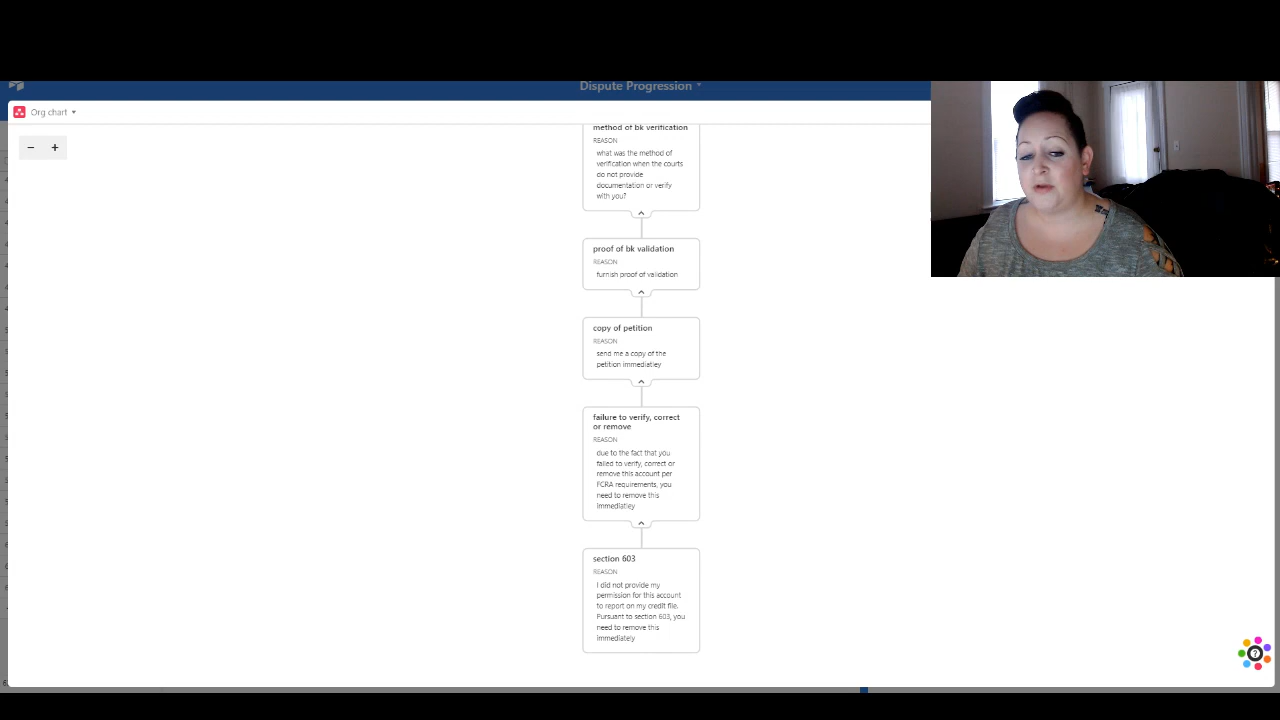 Dispute Progression
Org chart
− +
method of bk verification
REASON
what was the method of
verification when the courts
do not provide
documentation or verify
with you?
proof of bk validation
REASON
furnish proof of validation
copy of petition
REASON
send me a copy of the
petition immediatley
failure to verify, correct
or remove
REASON
due to the fact that you
failed to verify, correct or
remove this account per
FCRA requirements, you
need to remove this
immediatley
section 603
REASON
I did not provide my
permission for this account
to report on my credit file.
Pursuant to section 603, you
need to remove this
immediately
?